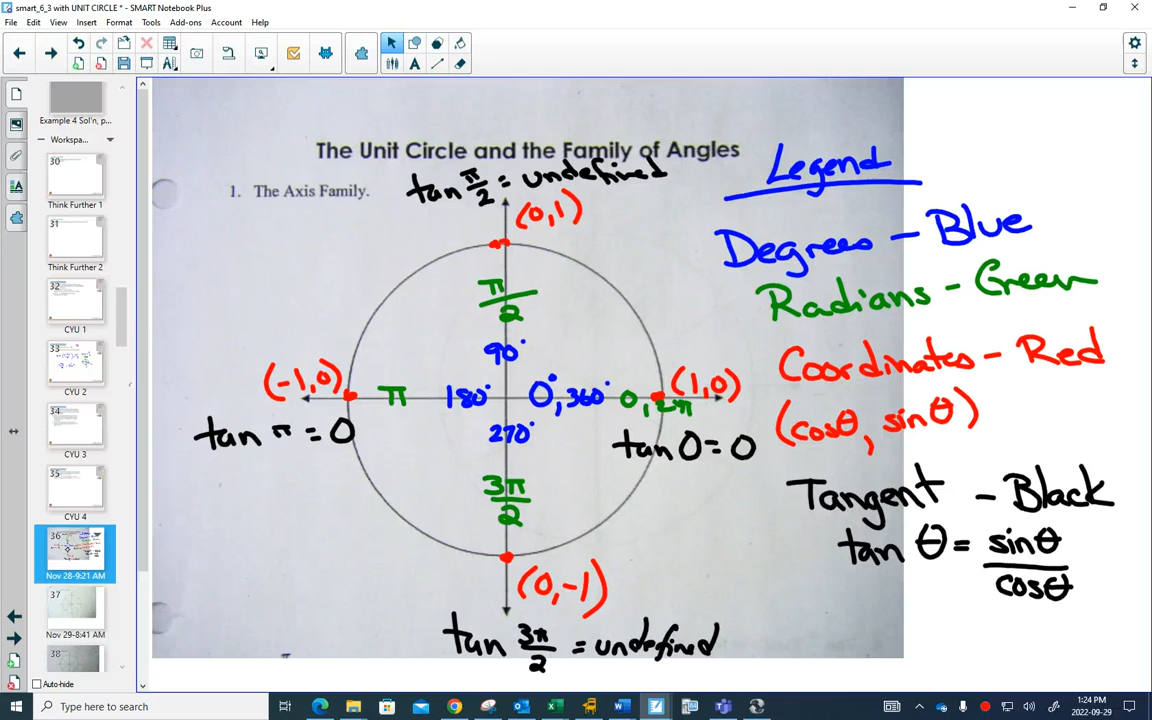 smart_6_3 with UNIT CIRCLE * - SMART Notebook Plus
File Edit View Insert Format Tools Add-ons Account Help
Example 4 Sol'n, p...
Workspa...
30
Think Further 1
31
Think Further 2
32
CYU 1
33
CYU 2
34
CYU 3
35
CYU 4
36
Nov 28-9:21 AM
37
Nov 29-8:41 AM
38
Auto-hide
The Unit Circle and the Family of Angles
1. The Axis Family.
tan π/2 = undefined
(0,1)
π/2
90°
(-1,0) π 180° 0°, 360° 0, 2π (1,0)
tan π = 0
270°
tan 0 = 0
3π/2
(0,-1)
tan 3π/2 = undefined
Legend
Degrees - Blue
Radians - Green
Coordinates - Red
(cosθ, sinθ)
Tangent - Black
tan θ = sinθ/cosθ
Type here to search
1:24 PM
2022-09-29